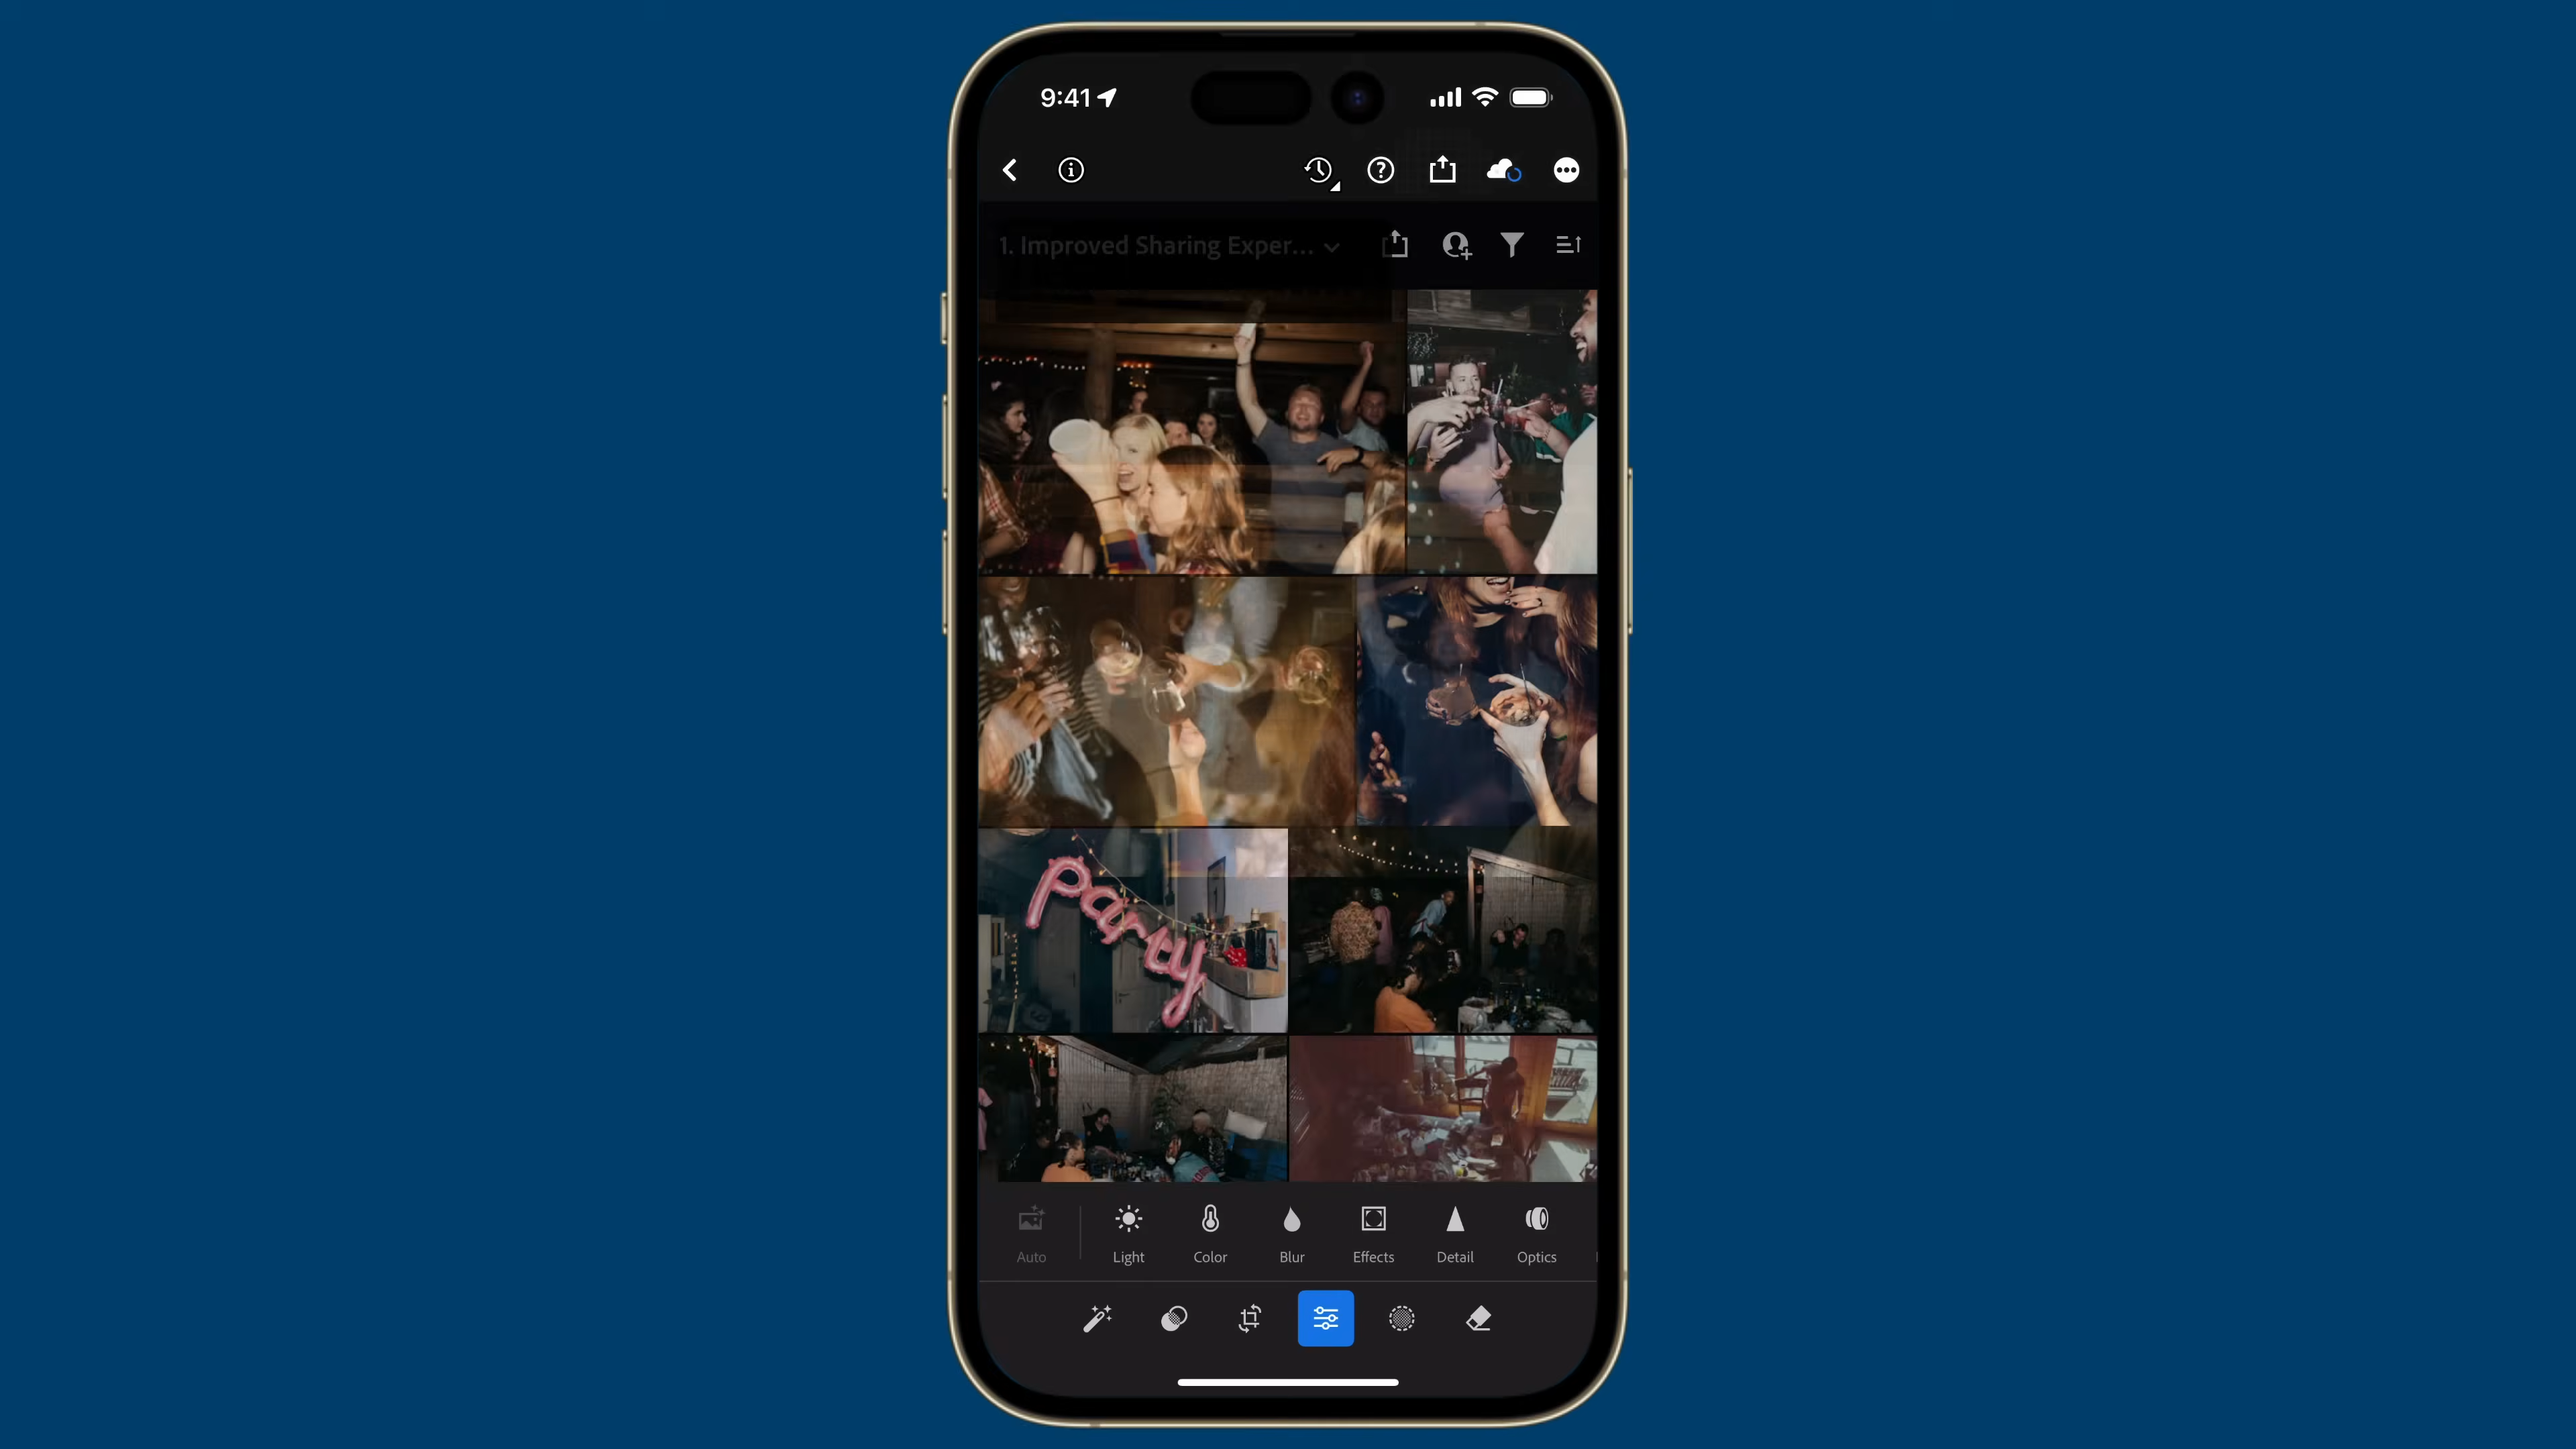 9:41
1. Improved Sharing Exper...
party
Auto
Light
Color
Blur
Effects
Detail
Optics